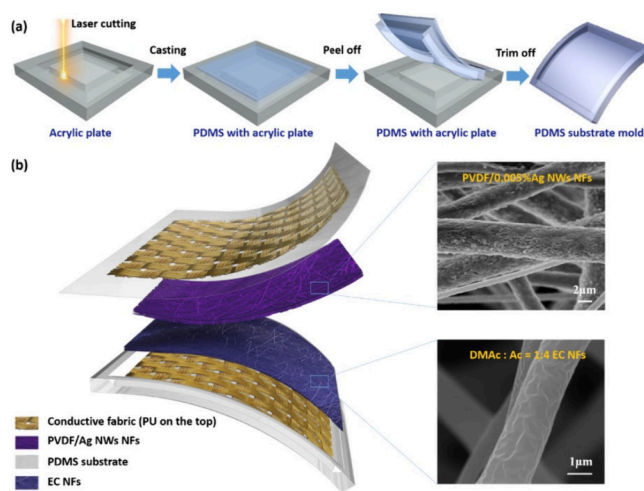 (a)
Laser cutting
Casting
Peel off
Trim off
Acrylic plate
PDMS with acrylic plate
PDMS with acrylic plate
PDMS substrate mold
(b)
PVDF/0.005%Ag NWs NFs
2μm
DMAc : Ac = 1:4 EC NFs
1μm
Conductive fabric (PU on the top)
PVDF/Ag NWs NFs
PDMS substrate
EC NFs